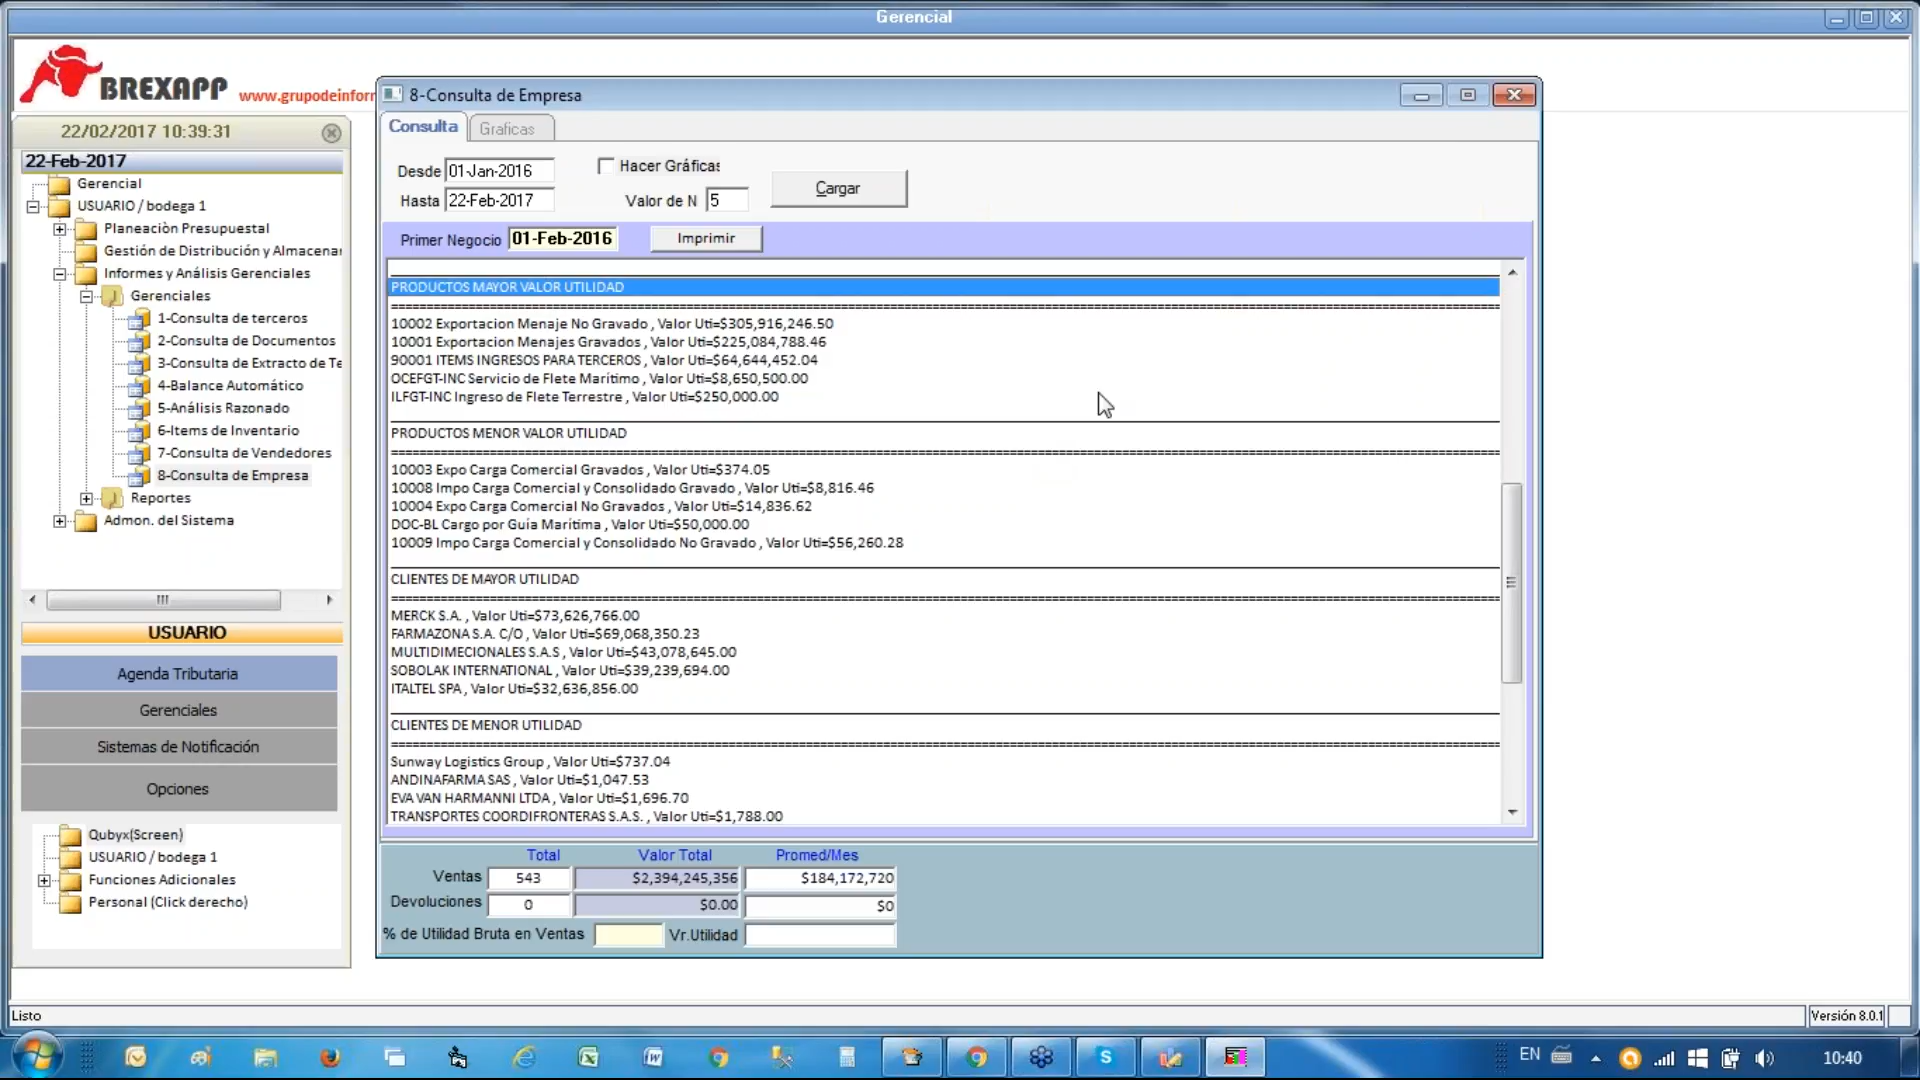 Gerencial
BREXAPP
www.grupodeinforr
22/02/2017 10:39:31
22-Feb-2017
Gerencial
USUARIO / bodega 1
Planeaciòn Presupuestal
Gestión de Distribución y Almacenar
Informes y Análisis Gerenciales
Gerenciales
1-Consulta de terceros
2-Consulta de Documentos
3-Consulta de Extracto de Te
4-Balance Automático
5-Análisis Razonado
6-Items de Inventario
7-Consulta de Vendedores
8-Consulta de Empresa
Reportes
Admon. del Sistema
USUARIO
Agenda Tributaria
Gerenciales
Sistemas de Notificación
Opciones
Qubyx(Screen)
USUARIO / bodega 1
Funciones Adicionales
Personal (Click derecho)
8-Consulta de Empresa
Consulta Graficas
Desde 01-Jan-2016 Hacer Gráficas
Hasta 22-Feb-2017 Valor de N 5 Cargar
Primer Negocio 01-Feb-2016 Imprimir
PRODUCTOS MAYOR VALOR UTILIDAD
10002 Exportacion Menaje No Gravado , Valor Uti=$305,916,246.50
10001 Exportacion Menajes Gravados , Valor Uti=$225,084,788.46
90001 ITEMS INGRESOS PARA TERCEROS , Valor Uti=$64,644,452.04
OCEFGT-INC Servicio de Flete Marítimo , Valor Uti=$8,650,500.00
ILFGT-INC Ingreso de Flete Terrestre , Valor Uti=$250,000.00
PRODUCTOS MENOR VALOR UTILIDAD
10003 Expo Carga Comercial Gravados , Valor Uti=$374.05
10008 Impo Carga Comercial y Consolidado Gravado , Valor Uti=$8,816.46
10004 Expo Carga Comercial No Gravados , Valor Uti=$14,836.62
DOC-BL Cargo por Guía Marítima , Valor Uti=$50,000.00
10009 Impo Carga Comercial y Consolidado No Gravado , Valor Uti=$56,260.28
CLIENTES DE MAYOR UTILIDAD
MERCK S.A. , Valor Uti=$73,626,766.00
FARMAZONA S.A. C/O , Valor Uti=$69,068,350.23
MULTIDIMECIONALES S.A.S , Valor Uti=$43,078,645.00
SOBOLAK INTERNATIONAL , Valor Uti=$39,239,694.00
ITALTEL SPA , Valor Uti=$32,636,856.00
CLIENTES DE MENOR UTILIDAD
Sunway Logistics Group , Valor Uti=$737.04
ANDINAFARMA SAS , Valor Uti=$1,047.53
EVA VAN HARMANNI LTDA , Valor Uti=$1,696.70
TRANSPORTES COORDIFRONTERAS S.A.S. , Valor Uti=$1,788.00
Total Valor Total Promed/Mes
Ventas 543 $2,394,245,356 $184,172,720
Devoluciones 0 $0.00 $0
% de Utilidad Bruta en Ventas Vr.Utilidad
Listo
Versión 8.0.1
EN
10:40